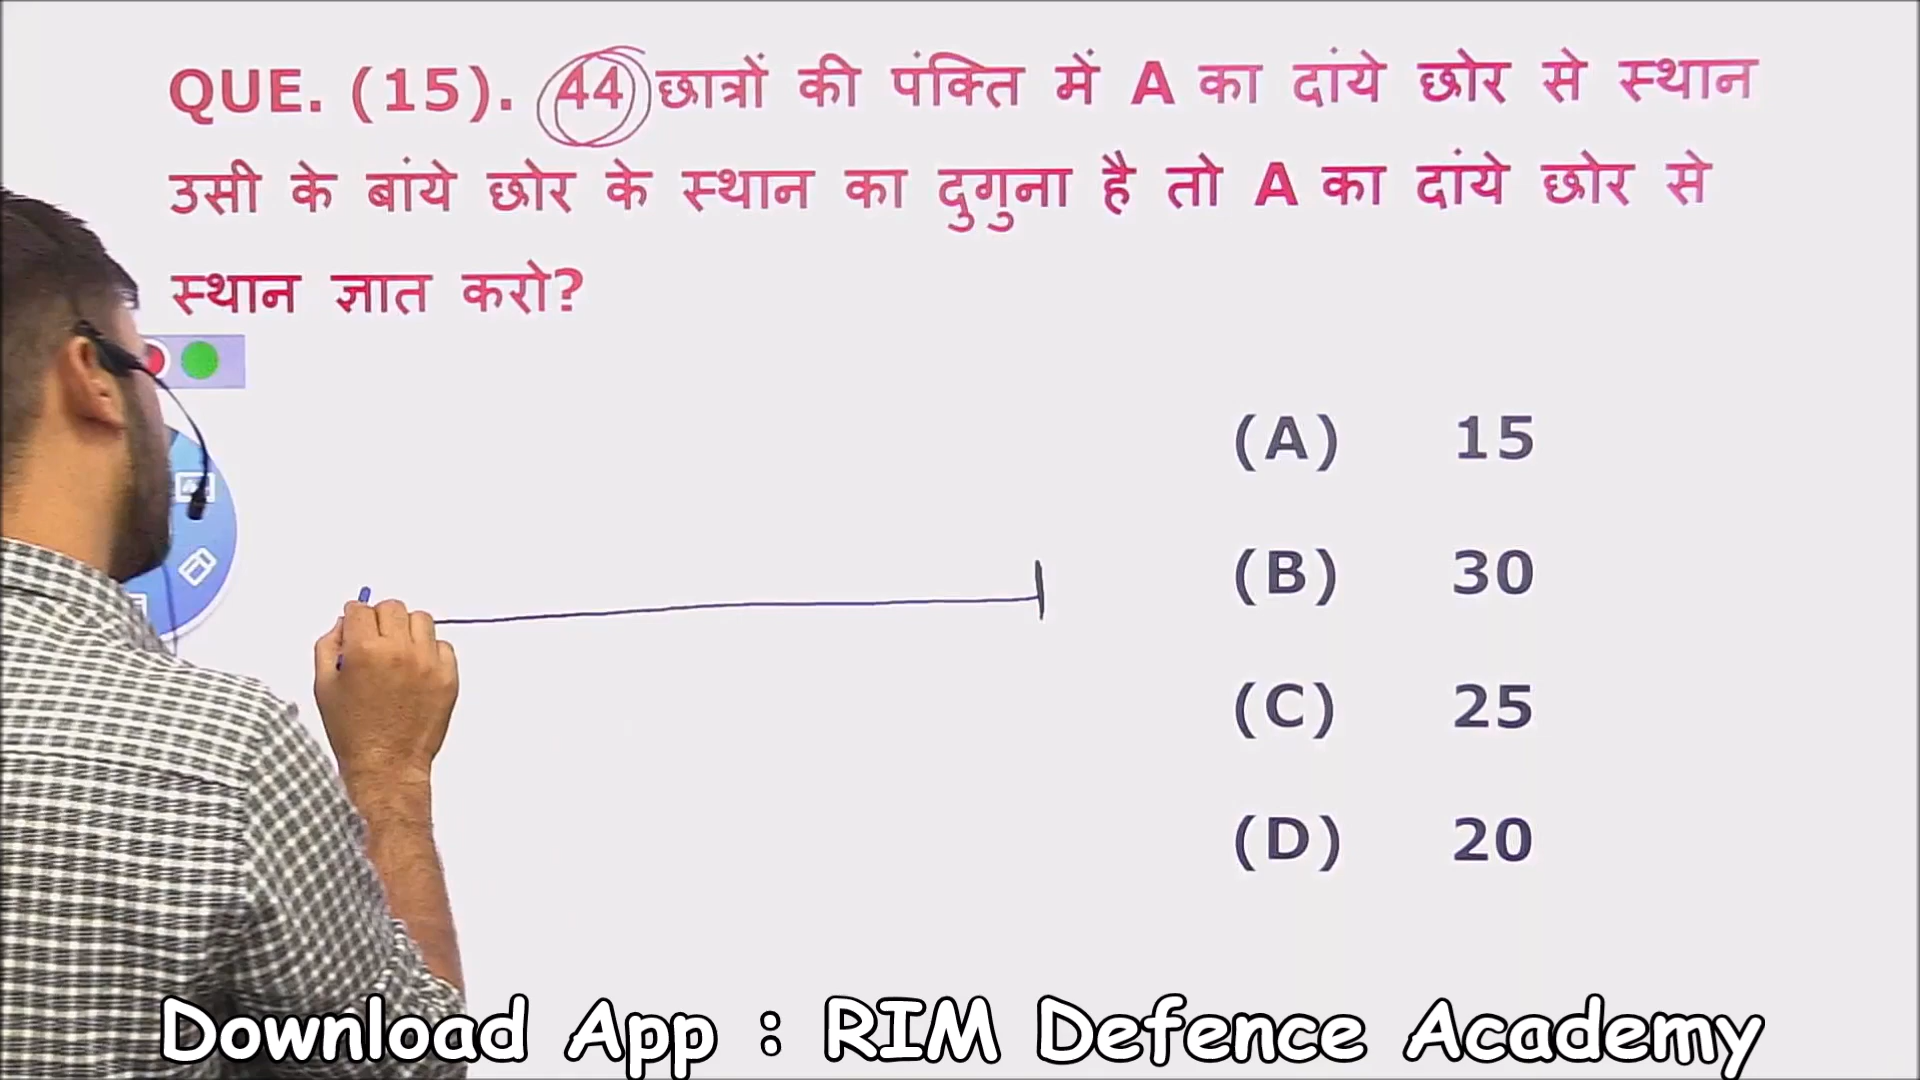 QUE. (15). 44 छात्रों की पंक्ति में A का दांये छोर से स्थान
उसी के बांये छोर के स्थान का दुगुना है तो A का दांये छोर से
स्थान ज्ञात करो?
(A) 15
(B) 30
(C) 25
(D) 20
Download App : RIM Defence Academy